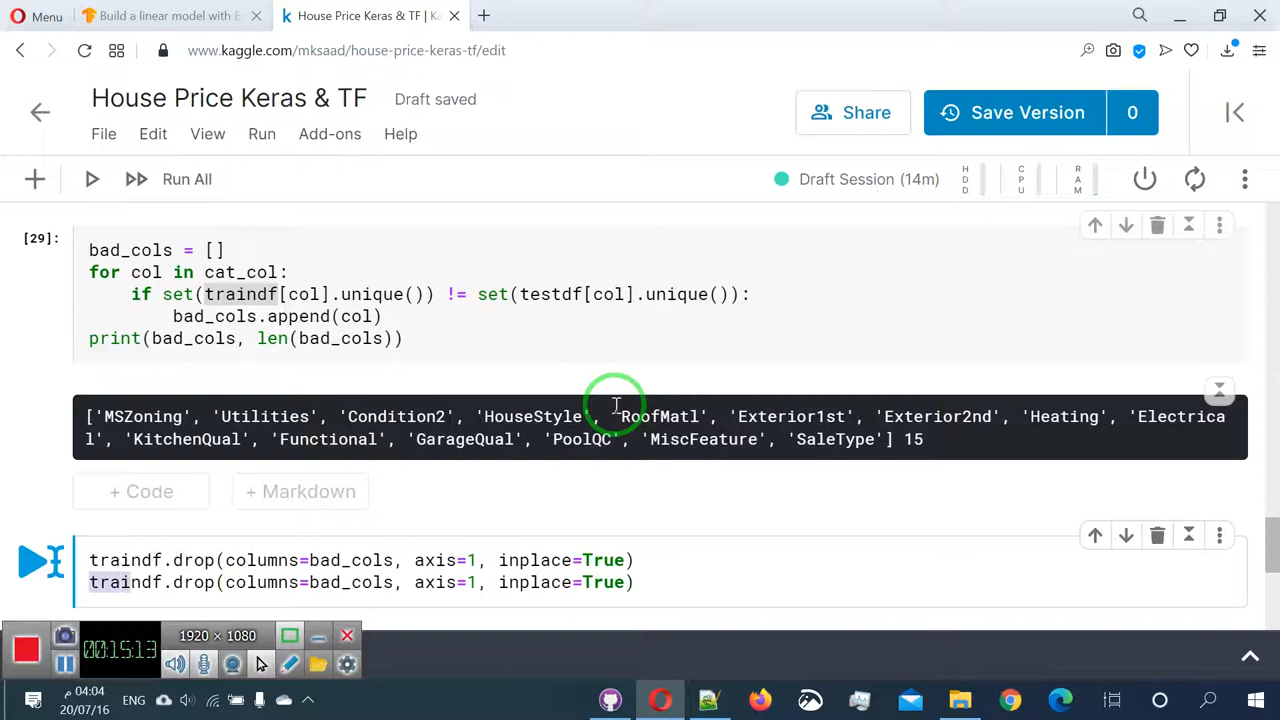 Menu
Build a linear model with Es
House Price Keras & TF | Ka
www.kaggle.com/mksaad/house-price-keras-tf/edit
House Price Keras & TF
Draft saved
File Edit View Run Add-ons Help
Share
Save Version
0
Run All
Draft Session (14m)
HDD
CPU
RAM
[29]:
bad_cols = []
for col in cat_col:
if set(traindf[col].unique()) != set(testdf[col].unique()):
bad_cols.append(col)
print(bad_cols, len(bad_cols))
['MSZoning', 'Utilities', 'Condition2', 'HouseStyle', 'RoofMatl', 'Exterior1st', 'Exterior2nd', 'Heating', 'Electrica
l', 'KitchenQual', 'Functional', 'GarageQual', 'PoolQC', 'MiscFeature', 'SaleType'] 15
+ Code
+ Markdown
traindf.drop(columns=bad_cols, axis=1, inplace=True)
traindf.drop(columns=bad_cols, axis=1, inplace=True)
1920 × 1080
00:15:13
ENG
04:04 م
20/07/16